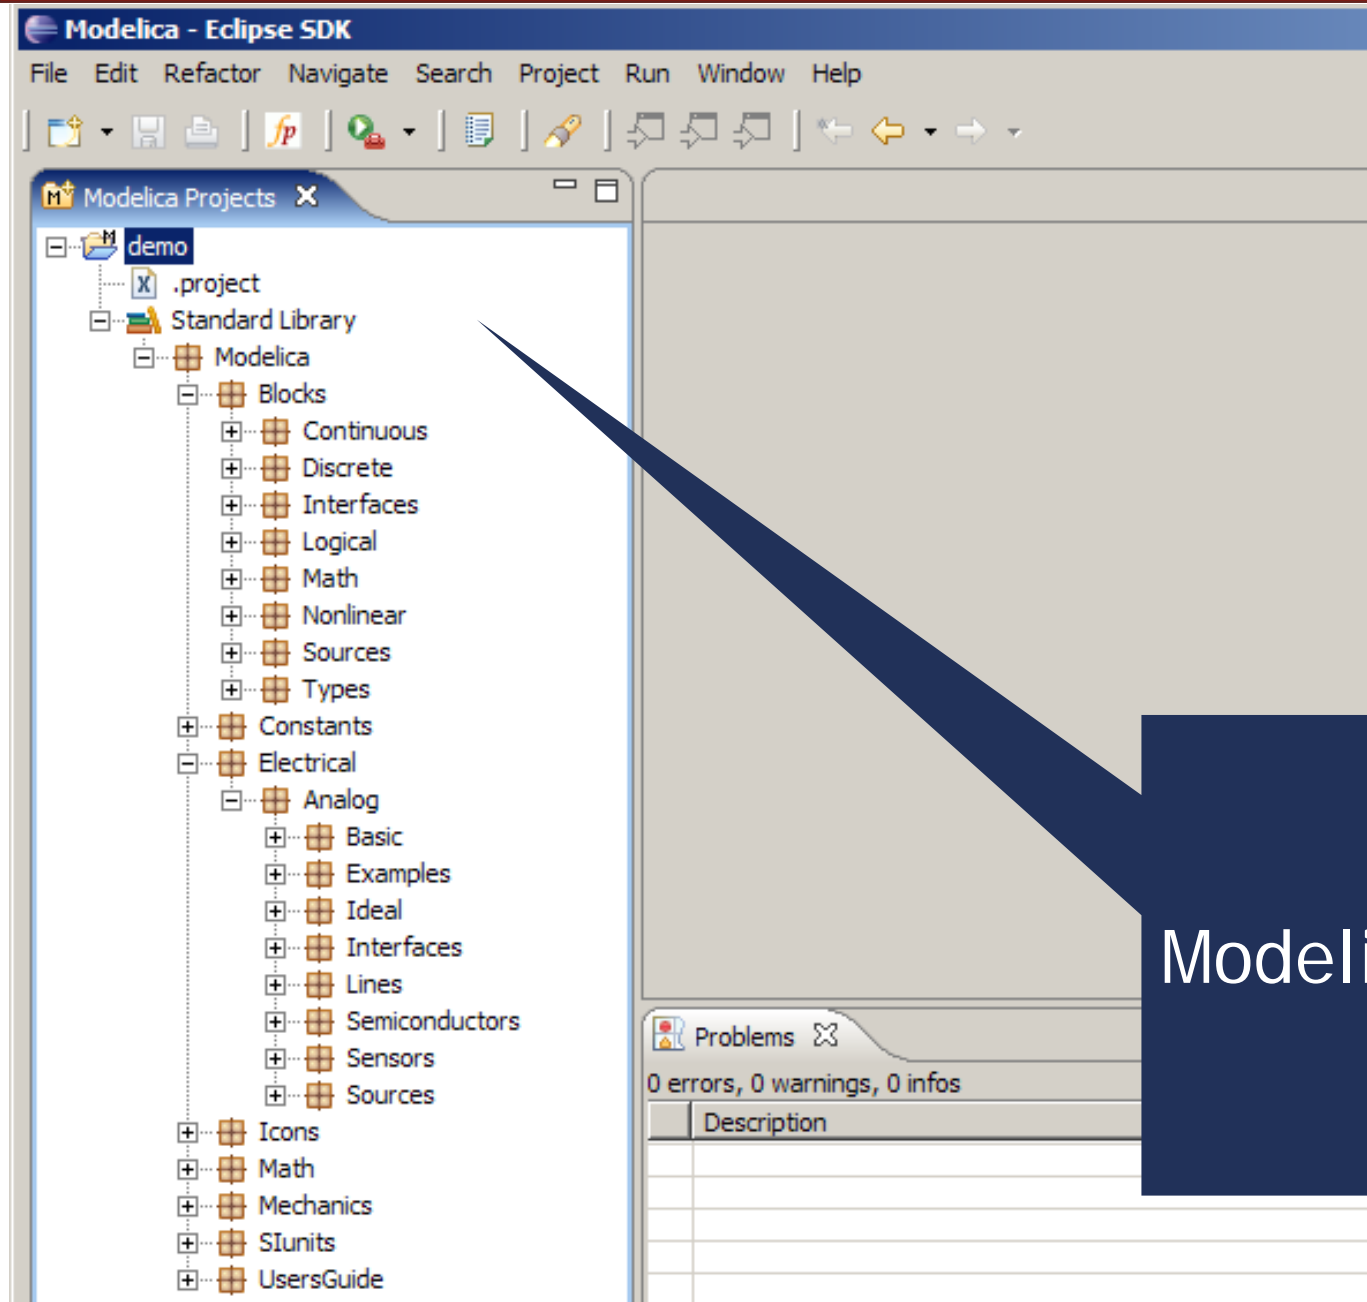 Modelica - Eclipse SDK
File Edit Refactor Navigate Search Project Run Window Help
Modelica Projects
demo
.project
Standard Library
Modelica
Blocks
Continuous
Discrete
Interfaces
Logical
Math
Nonlinear
Sources
Types
Constants
Electrical
Analog
Basic
Examples
Ideal
Interfaces
Lines
Semiconductors
Sensors
Sources
Icons
Math
Mechanics
SIunits
UsersGuide
Problems
0 errors, 0 warnings, 0 infos
Description